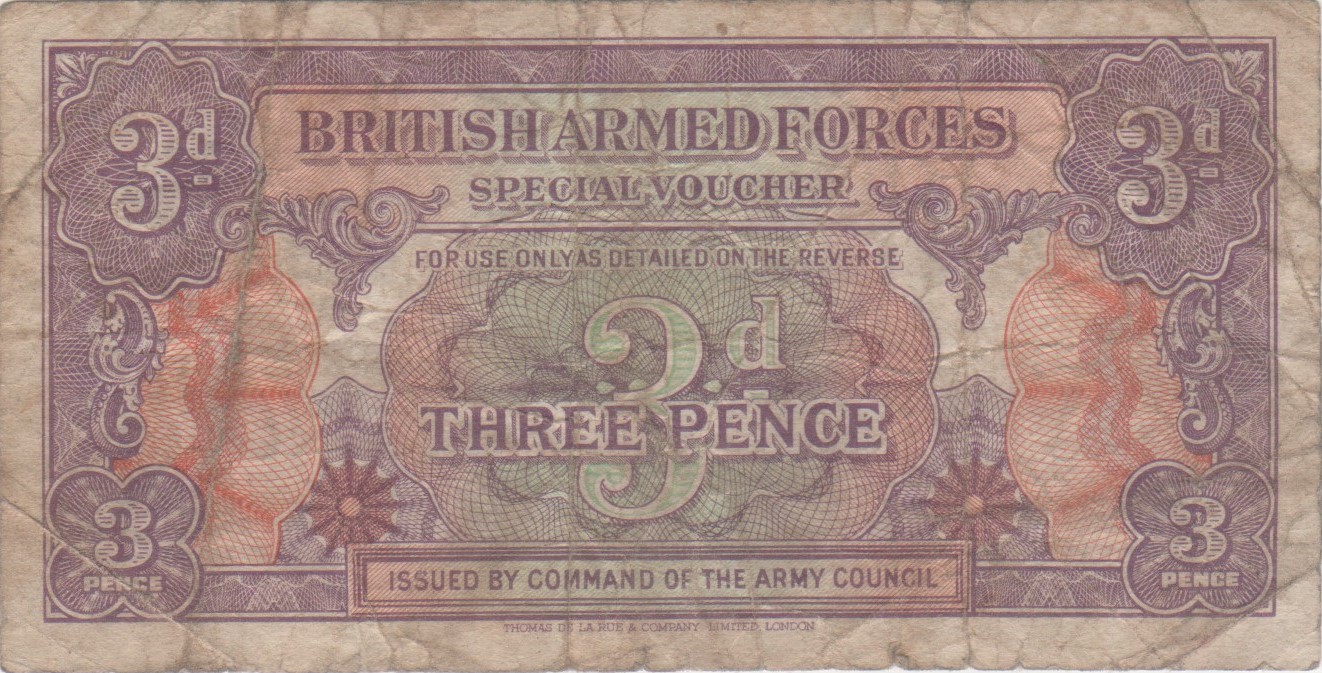 3d
3d
BRITISH ARMED FORCES
SPECIAL VOUCHER
FOR USE ONLY AS DETAILED ON THE REVERSE
3d
THREE PENCE
3
PENCE
3
PENCE
ISSUED BY COMMAND OF THE ARMY COUNCIL
THOMAS DE LA RUE & COMPANY LIMITED, LONDON